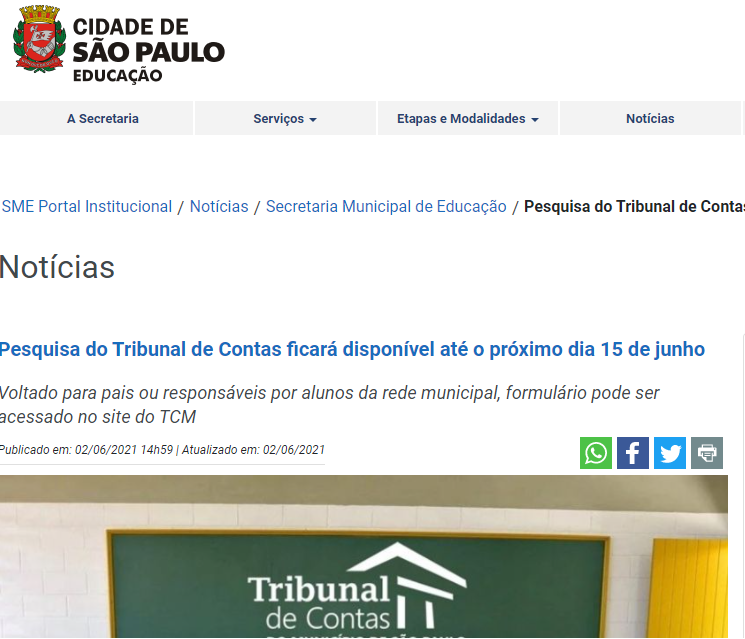 CIDADE DE
SÃO PAULO
EDUCAÇÃO
A Secretaria
Serviços
Etapas e Modalidades
Notícias
SME Portal Institucional / Notícias / Secretaria Municipal de Educação / Pesquisa do Tribunal de Contas
Notícias
Pesquisa do Tribunal de Contas ficará disponível até o próximo dia 15 de junho
Voltado para pais ou responsáveis por alunos da rede municipal, formulário pode ser
acessado no site do TCM
Publicado em: 02/06/2021 14h59 | Atualizado em: 02/06/2021
Tribunal
de Contas